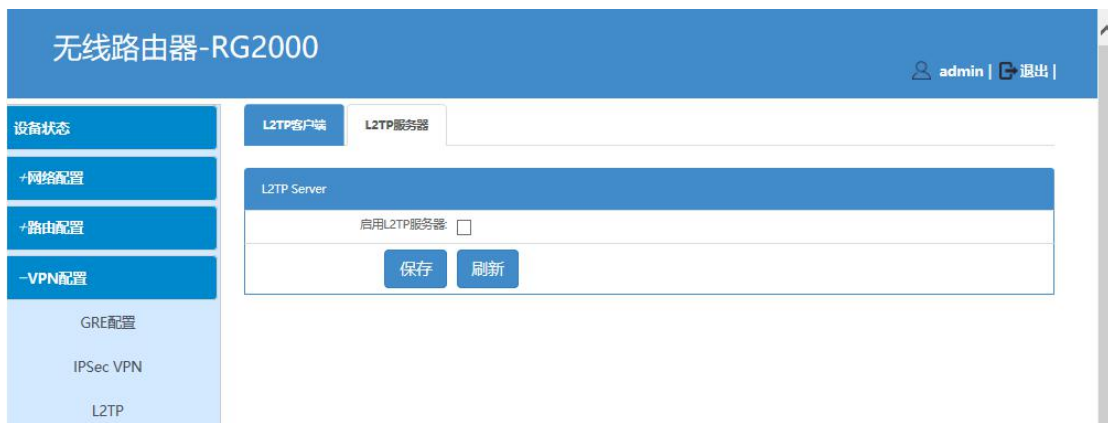 无线路由器-RG2000
admin | 退出 |
设备状态
+网络配置
+路由配置
-VPN配置
GRE配置
IPSec VPN
L2TP
L2TP客户端 L2TP服务器
L2TP Server
启用L2TP服务器:
保存 刷新